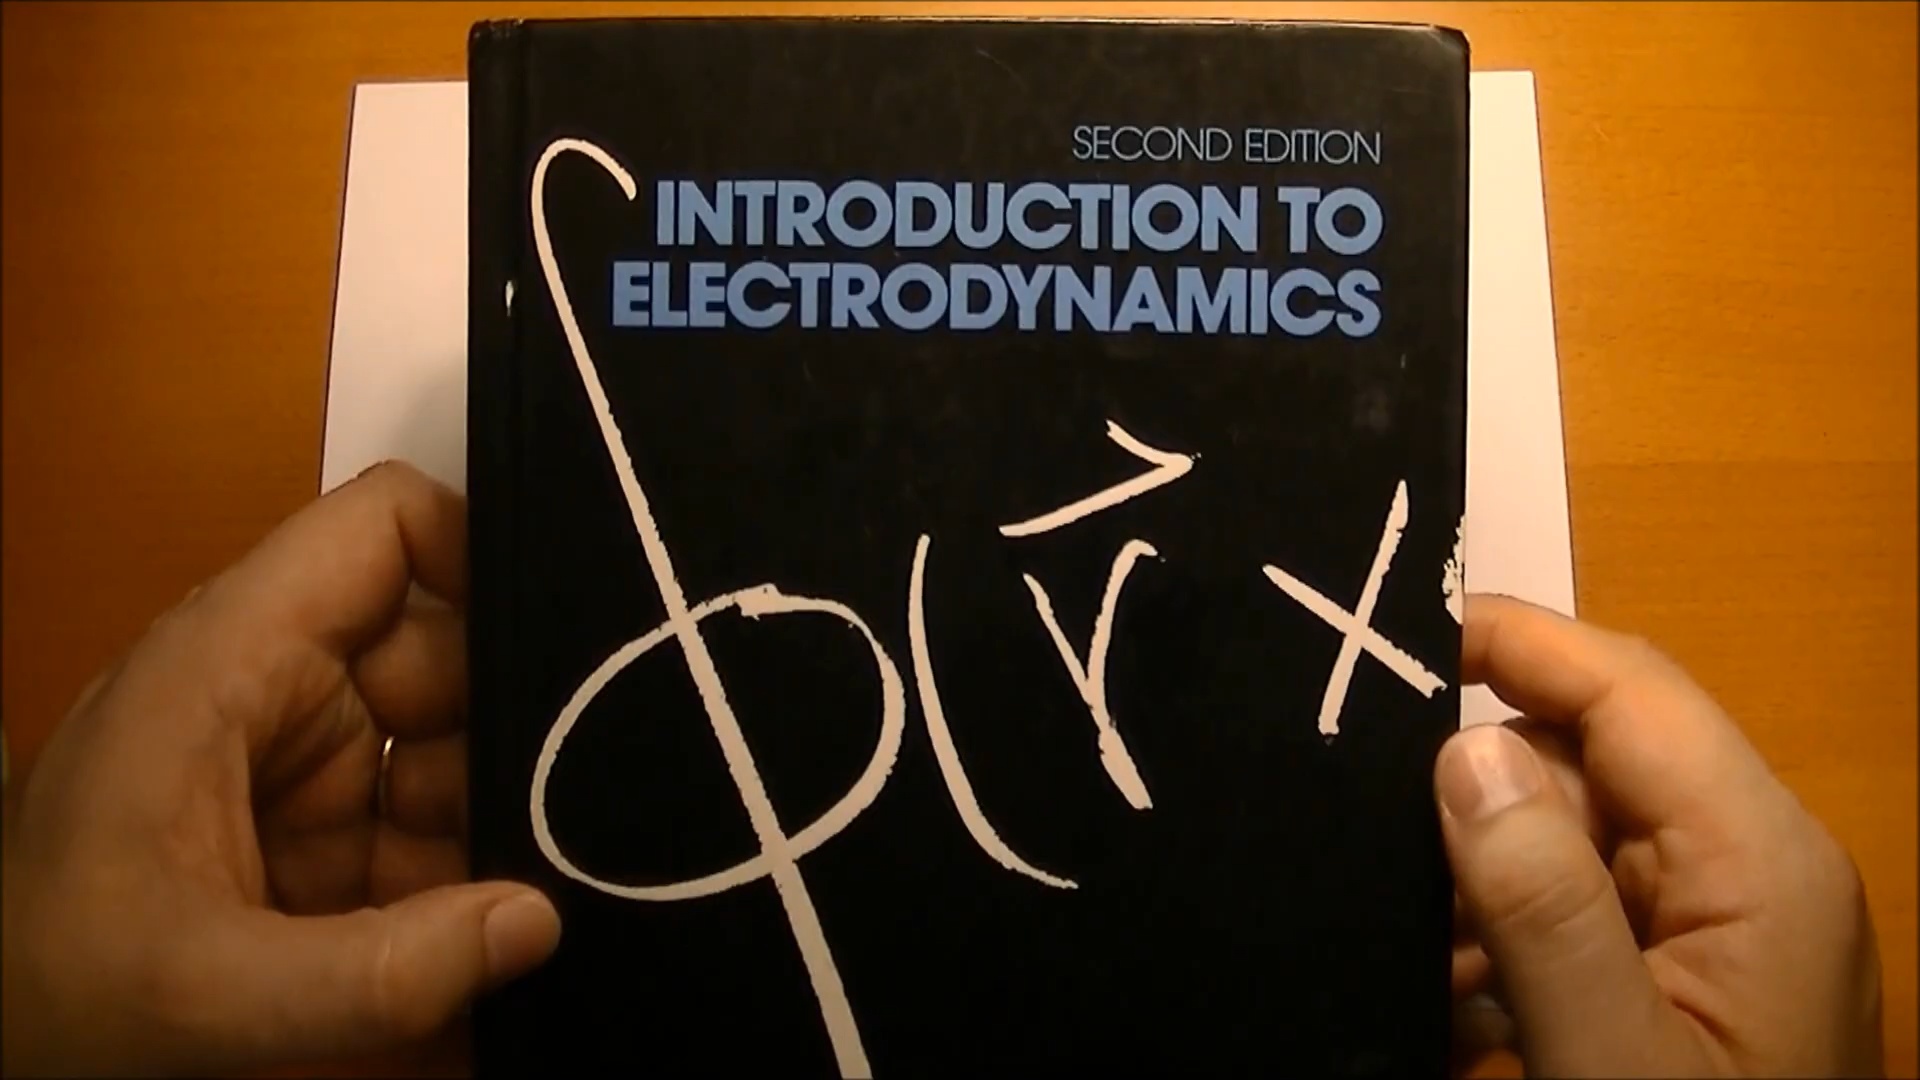 SECOND EDITION
INTRODUCTION TO
ELECTRODYNAMICS
∮(r⃗ ×